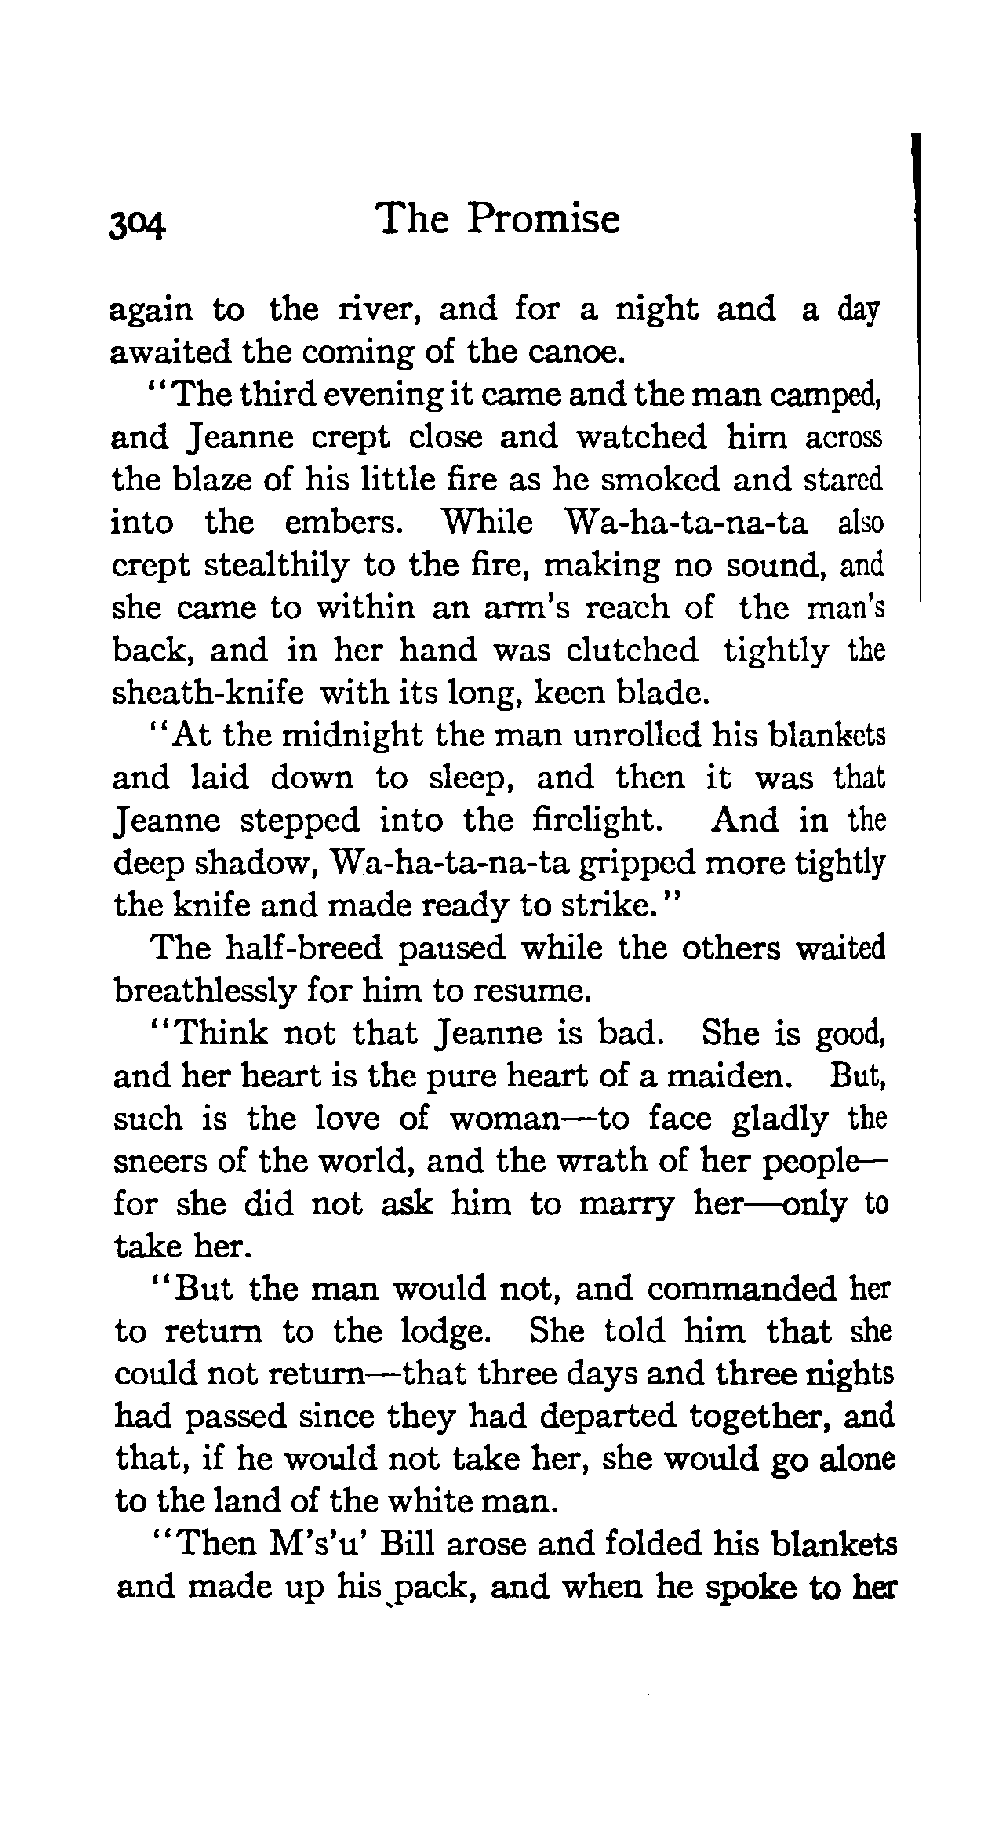 304 The Promise
again to the river, and for a night and a day
awaited the coming of the canoe.
"The third evening it came and the man camped,
and Jeanne crept close and watched him across
the blaze of his little fire as he smoked and stared
into the embers. While Wa-ha-ta-na-ta also
crept stealthily to the fire, making no sound, and
she came to within an arm's reach of the man's
back, and in her hand was clutched tightly the
sheath-knife with its long, keen blade.
"At the midnight the man unrolled his blankets
and laid down to sleep, and then it was that
Jeanne stepped into the firelight. And in the
deep shadow, Wa-ha-ta-na-ta gripped more tightly
the knife and made ready to strike."
The half-breed paused while the others waited
breathlessly for him to resume.
"Think not that Jeanne is bad. She is good,
and her heart is the pure heart of a maiden. But,
such is the love of woman—to face gladly the
sneers of the world, and the wrath of her people—
for she did not ask him to marry her—only to
take her.
"But the man would not, and commanded her
to return to the lodge. She told him that she
could not return—that three days and three nights
had passed since they had departed together, and
that, if he would not take her, she would go alone
to the land of the white man.
"Then M's'u' Bill arose and folded his blankets
and made up his pack, and when he spoke to her